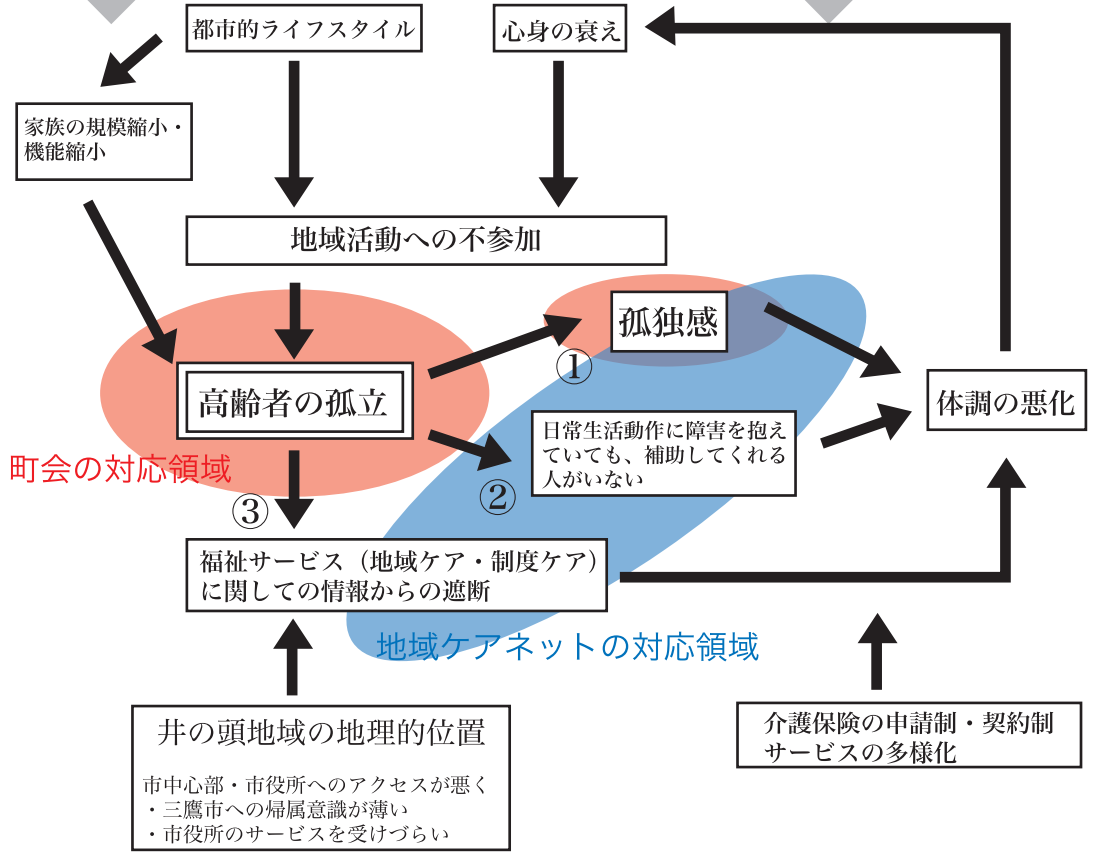 都市的ライフスタイル
心身の衰え
家族の規模縮小・
機能縮小
地域活動への不参加
孤独感
①
高齢者の孤立
体調の悪化
日常生活動作に障害を抱え
ていても、補助してくれる
人がいない
町会の対応領域
②
③
福祉サービス（地域ケア・制度ケア）
に関しての情報からの遮断
地域ケアネットの対応領域
井の頭地域の地理的位置
市中心部・市役所へのアクセスが悪く
・三鷹市への帰属意識が薄い
・市役所のサービスを受けづらい
介護保険の申請制・契約制
サービスの多様化